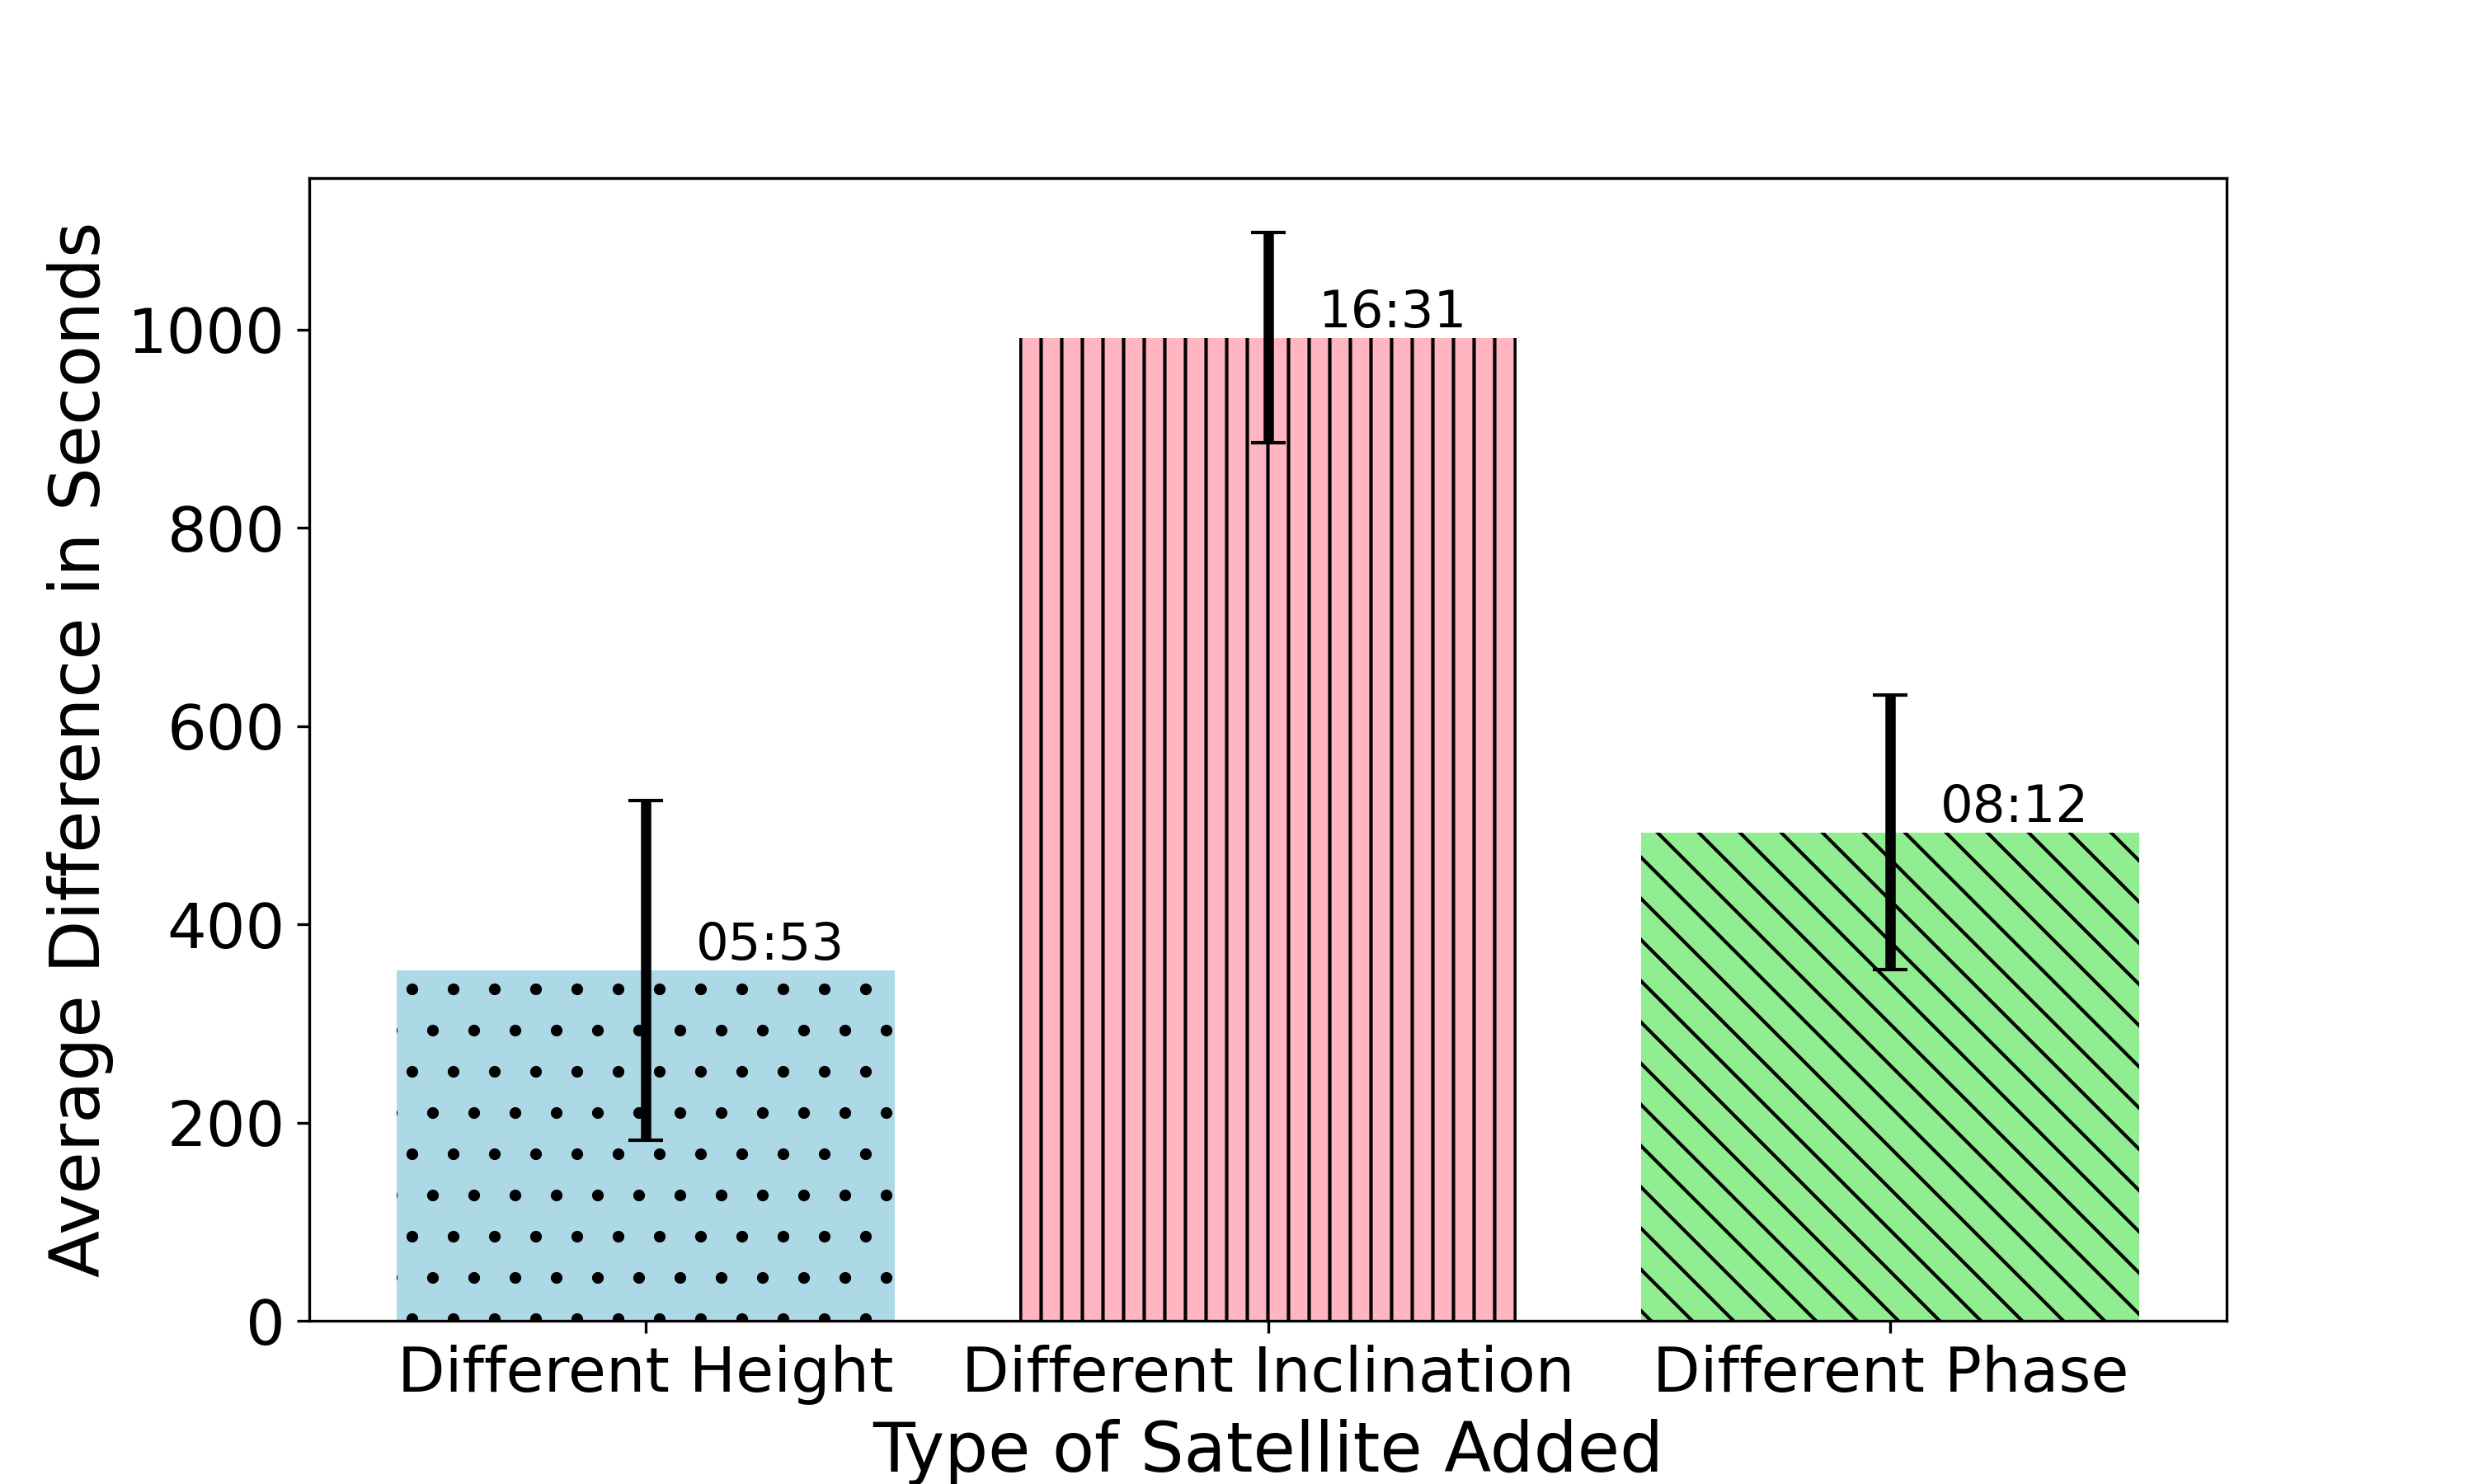 Average Difference in Seconds
1000
800
600
400
200
0
05:53
16:31
08:12
Different Height
Different Inclination
Different Phase
Type of Satellite Added